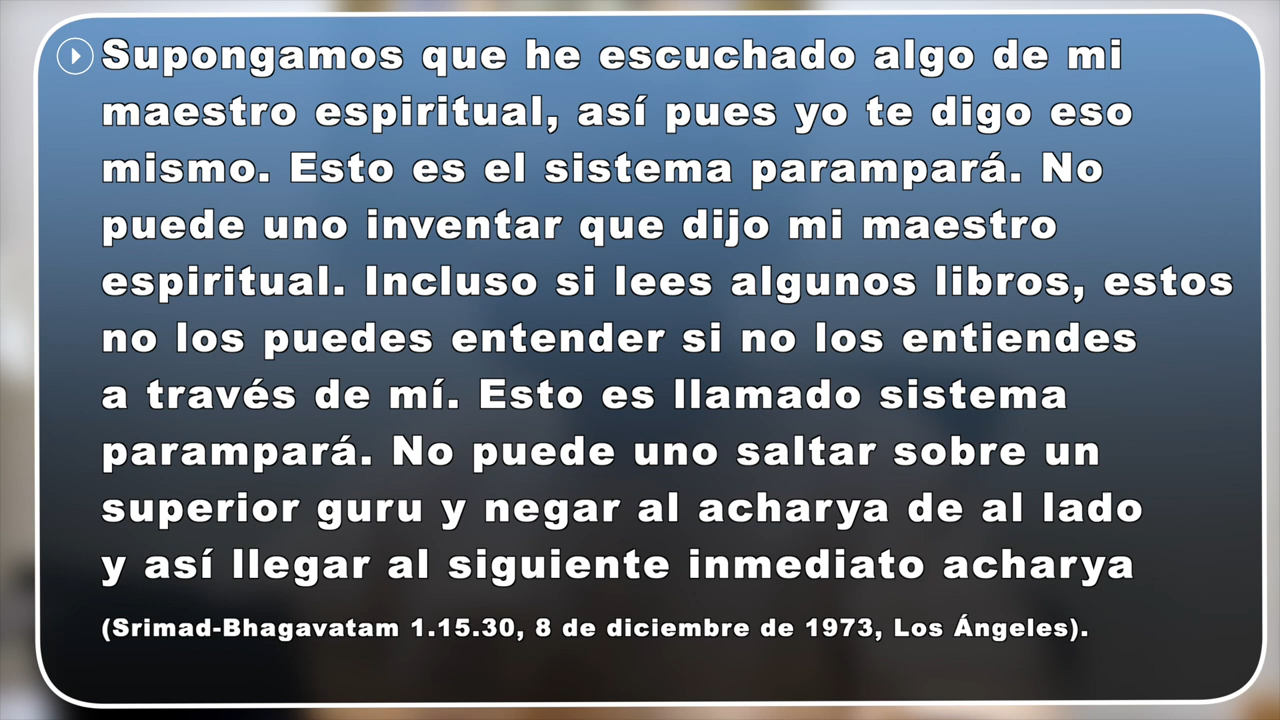 Supongamos que he escuchado algo de mi
maestro espiritual, así pues yo te digo eso
mismo. Esto es el sistema parampará. No
puede uno inventar que dijo mi maestro
espiritual. Incluso si lees algunos libros, estos
no los puedes entender si no los entiendes
a través de mí. Esto es llamado sistema
parampará. No puede uno saltar sobre un
superior guru y negar al acharya de al lado
y así llegar al siguiente inmediato acharya
(Srimad-Bhagavatam 1.15.30, 8 de diciembre de 1973, Los Ángeles).